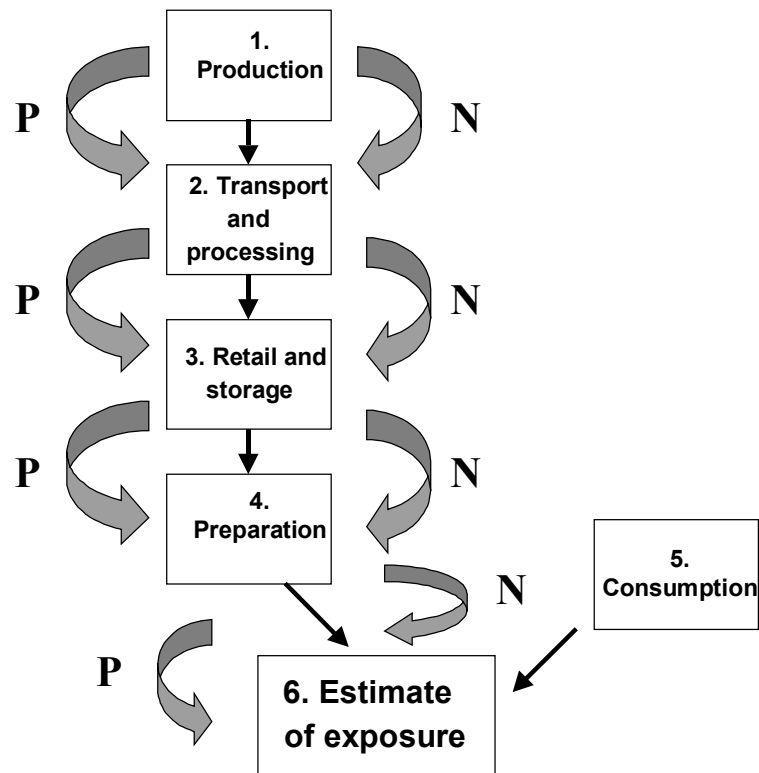 1.
Production
P
N
2. Transport
and
processing
P
N
3. Retail and
storage
P
N
4.
Preparation
5.
Consumption
N
P
6. Estimate
of exposure